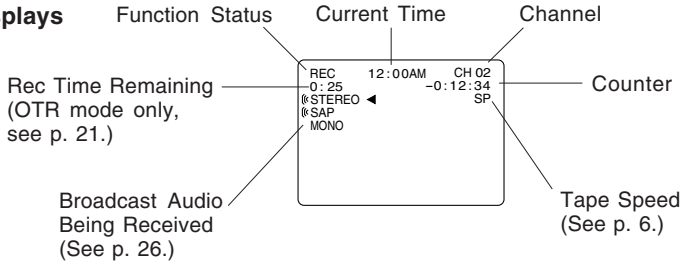 splays
Function Status
Current Time
Channel
Rec Time Remaining
(OTR mode only,
see p. 21.)
REC 12:00AM CH 02
0:25 -0:12:34
STEREO ◄ SP
SAP
MONO
Counter
Broadcast Audio
Being Received
(See p. 26.)
Tape Speed
(See p. 6.)